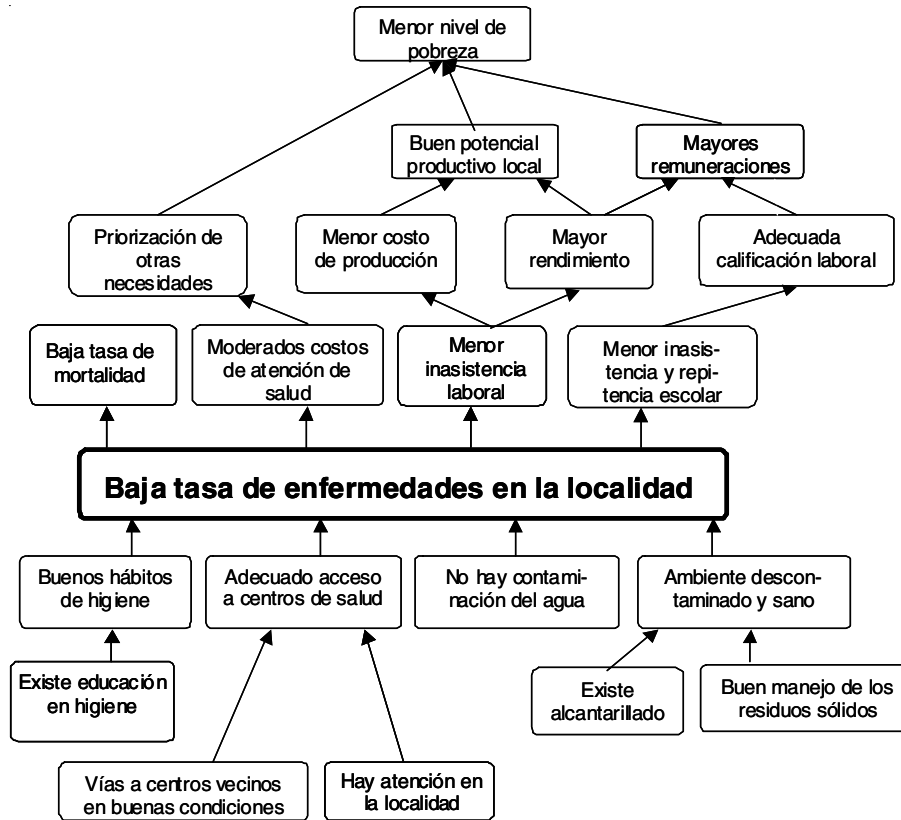 Menor nivel de
pobreza
Buen potencial
productivo local
Mayores
remuneraciones
Priorización de
otras
necesidades
Menor costo
de producción
Mayor
rendimiento
Adecuada
calificación laboral
Baja tasa de
mortalidad
Moderados costos
de atención de
salud
Menor
inasistencia
laboral
Menor inasis-
tencia y repi-
tencia escolar
Baja tasa de enfermedades en la localidad
Buenos hábitos
de higiene
Adecuado acceso
a centros de salud
No hay contami-
nación del agua
Ambiente descon-
taminado y sano
Existe educación
en higiene
Existe
alcantarillado
Buen manejo de los
residuos sólidos
Vías a centros vecinos
en buenas condiciones
Hay atención en
la localidad